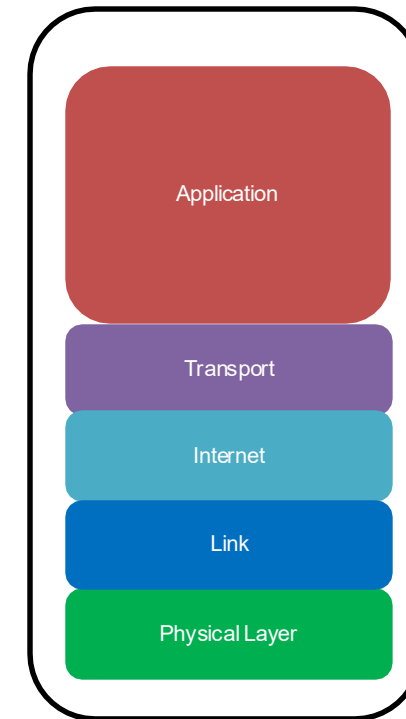 Application
Transport
Internet
Link
Physical Layer